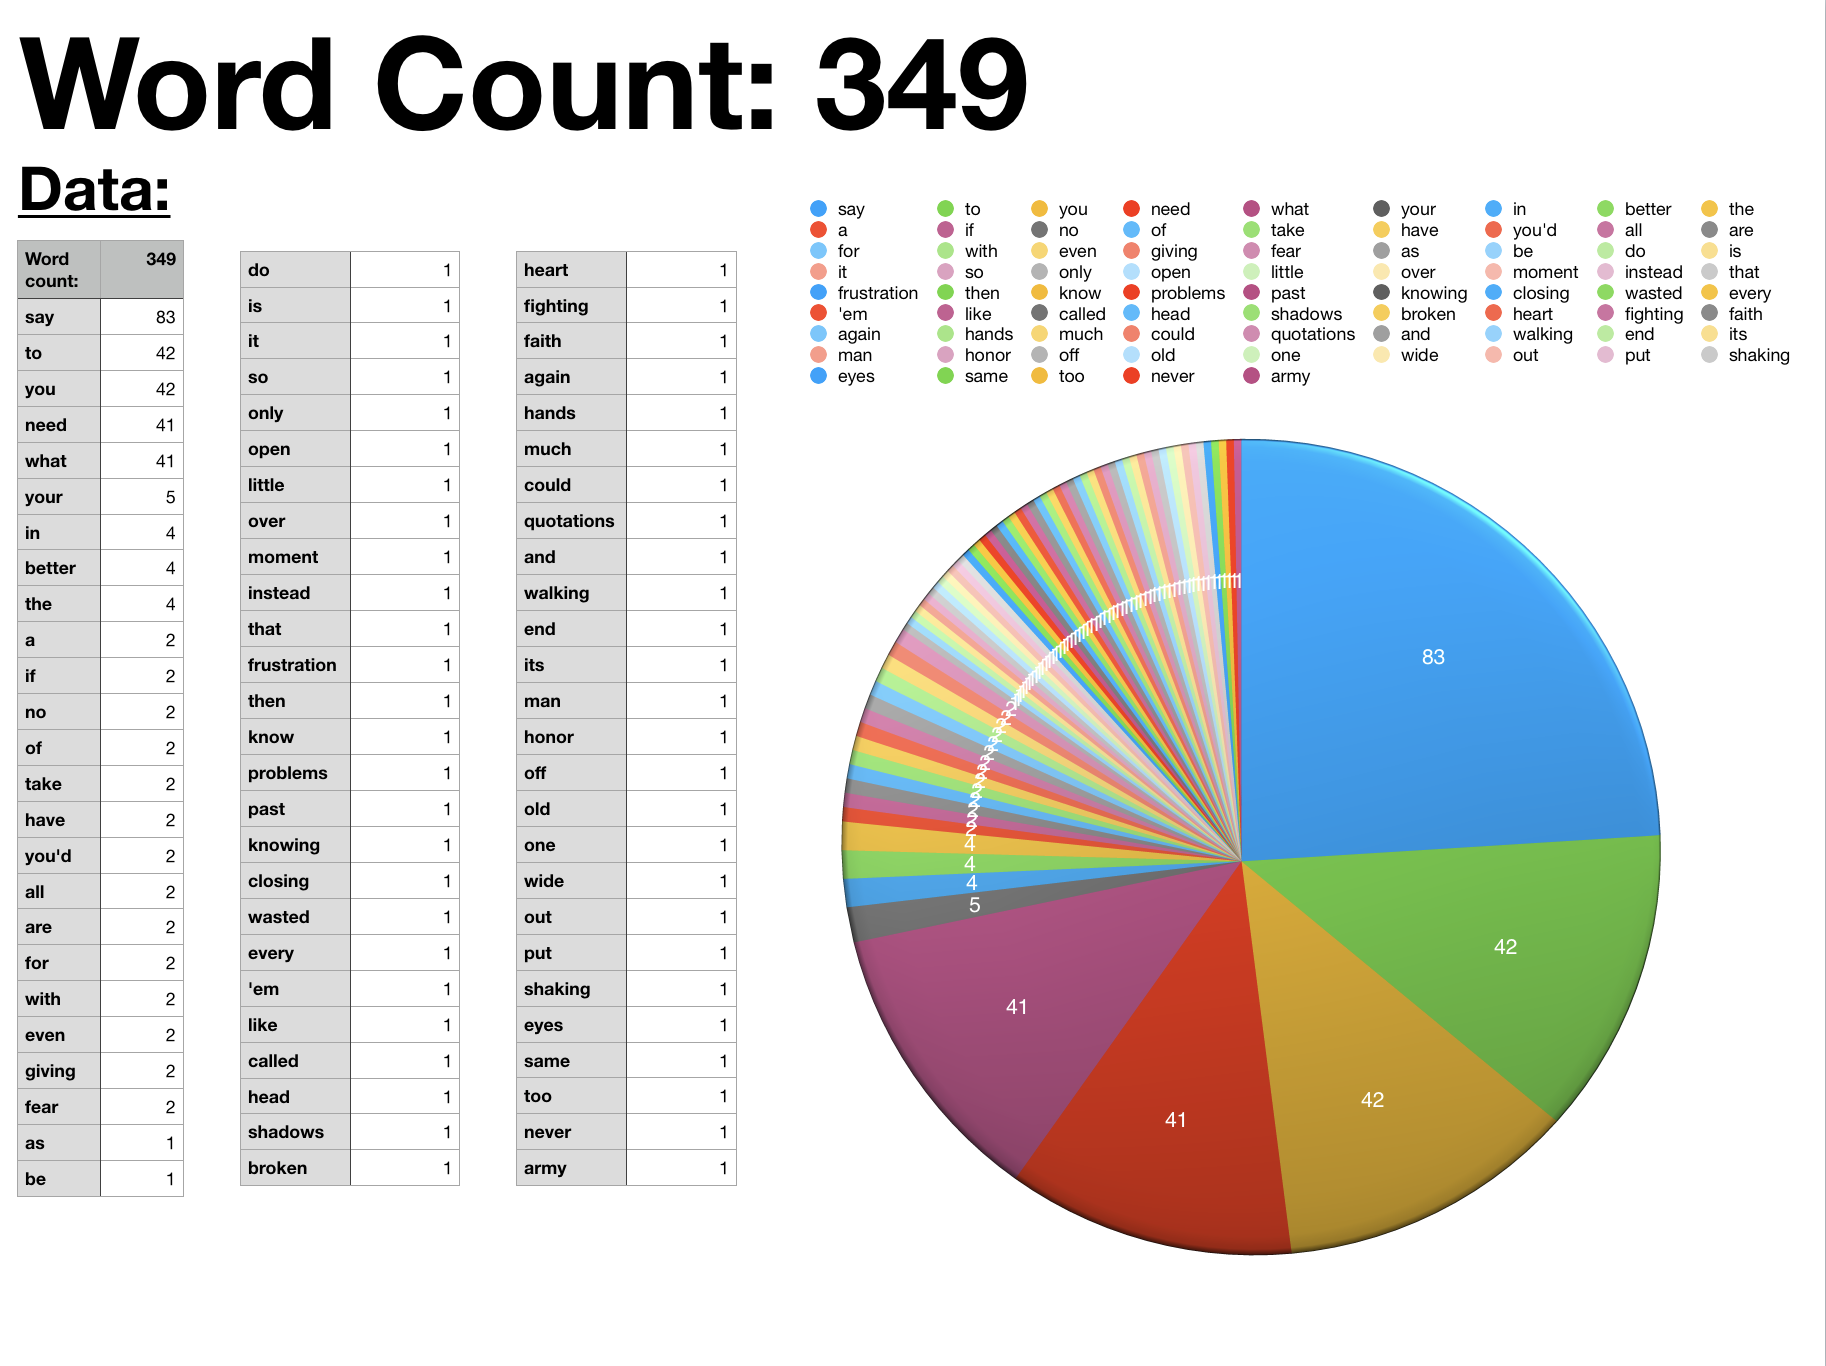 Word Count: 349
Data:
Word count: 349
say 83
to 42
you 42
need 41
what 41
your 5
in 4
better 4
the 4
a 2
if 2
no 2
of 2
take 2
have 2
you'd 2
all 2
are 2
for 2
with 2
even 2
giving 2
fear 2
as 1
be 1
do 1
is 1
it 1
so 1
only 1
open 1
little 1
over 1
moment 1
instead 1
that 1
frustration 1
then 1
know 1
problems 1
past 1
knowing 1
closing 1
wasted 1
every 1
'em 1
like 1
called 1
head 1
shadows 1
broken 1
heart 1
fighting 1
faith 1
again 1
hands 1
much 1
could 1
quotations 1
and 1
walking 1
end 1
its 1
man 1
honor 1
off 1
old 1
one 1
wide 1
out 1
put 1
shaking 1
eyes 1
same 1
too 1
never 1
army 1
say to you need what your in better the
a if no of take have you'd all are
for with even giving fear as be do is
it so only open little over moment instead that
frustration then know problems past knowing closing wasted every
'em like called head shadows broken heart fighting faith
again hands much could quotations and walking end its
man honor off old one wide out put shaking
eyes same too never army
83
42
42
41
41
5
4
4
4